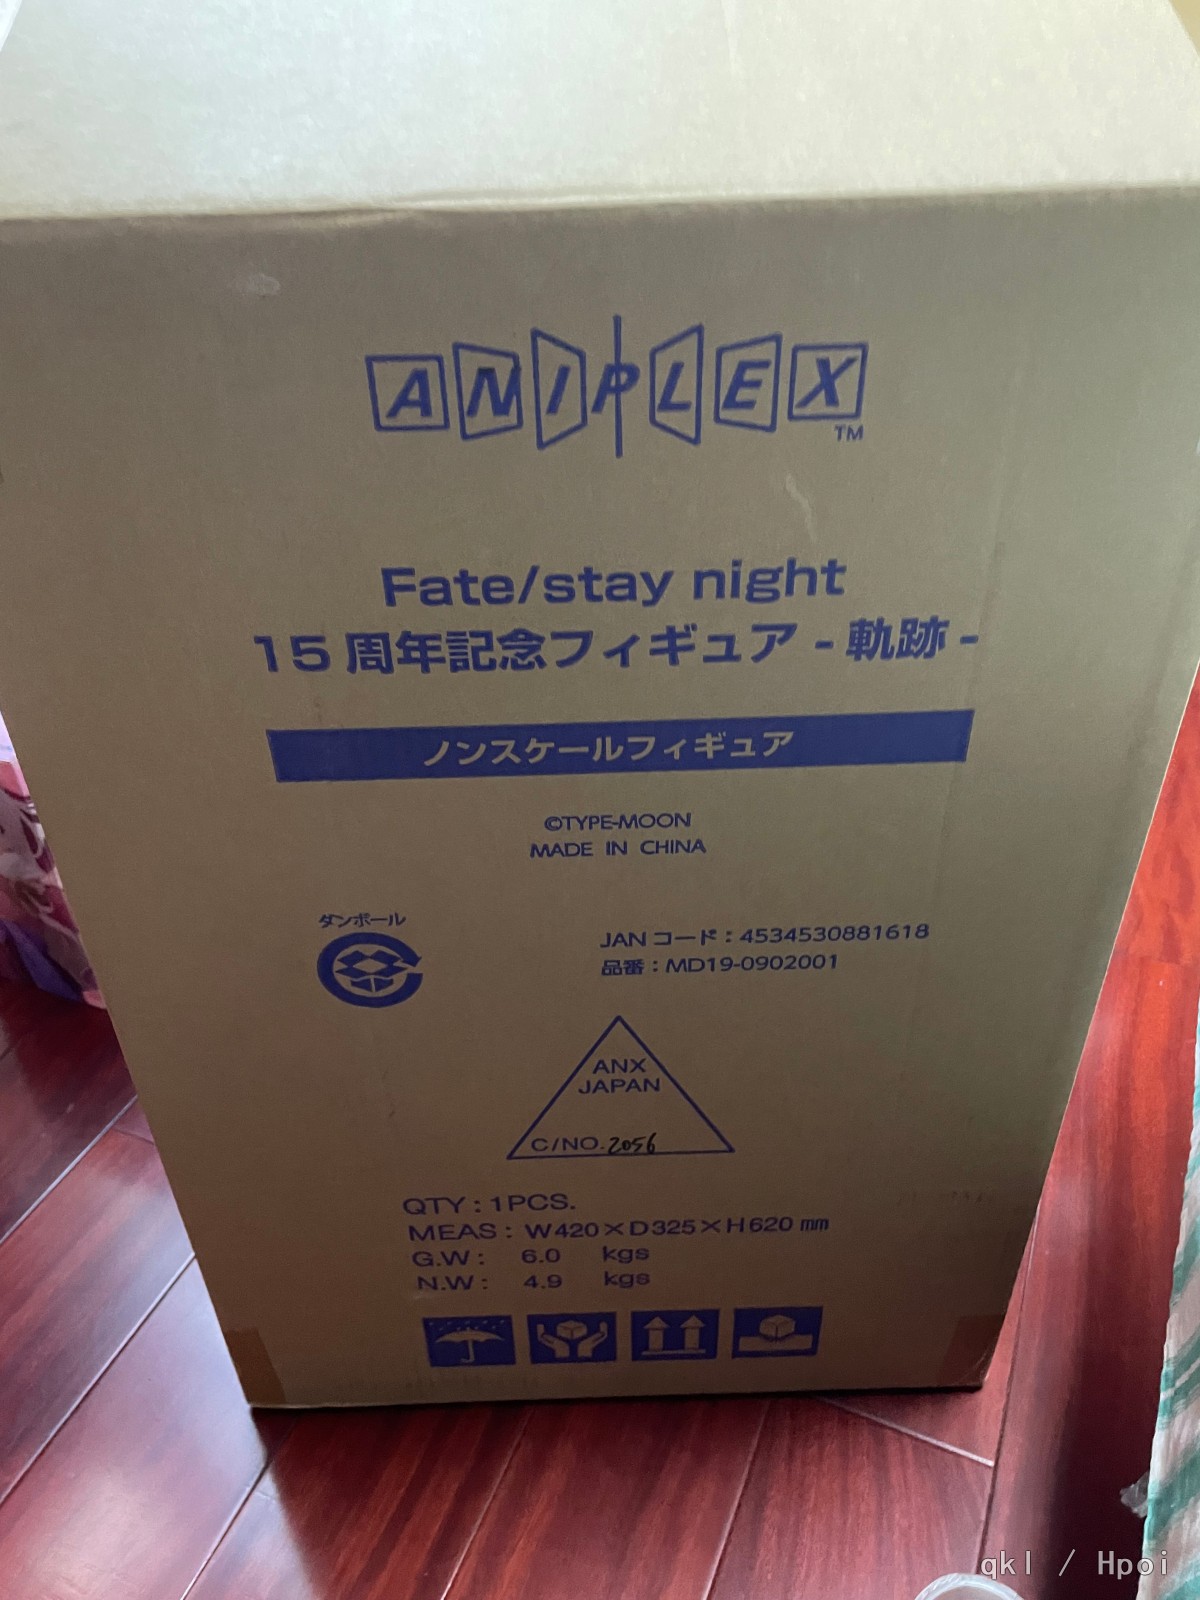 ANIPLEX
TM
Fate/stay night
15周年記念フィギュア -軌跡-
ノンスケールフィギュア
©TYPE-MOON
MADE IN CHINA
ダンボール
JANコード：4534530881618
品番：MD19-0902001
ANX
JAPAN
C/NO. 2056
QTY : 1PCS.
MEAS : W420×D325×H620 mm
G.W : 6.0 kgs
N.W : 4.9 kgs
qkl / Hpoi